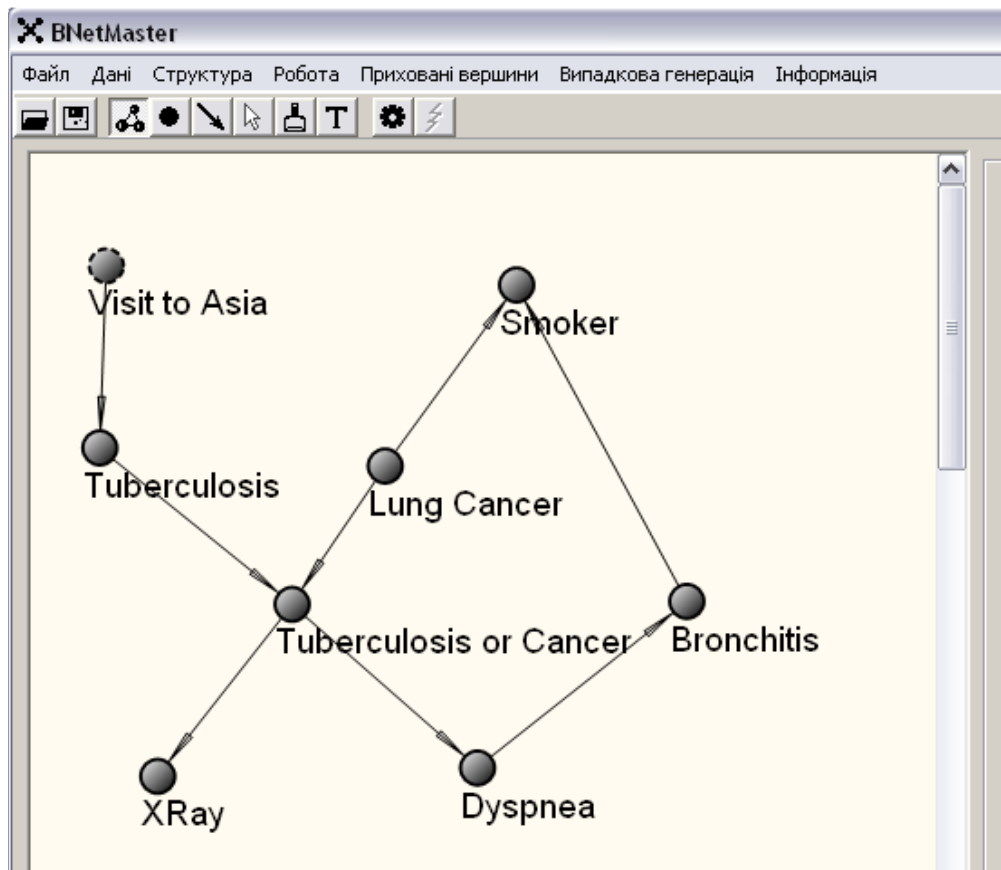 BNetMaster
Файл Дані Структура Робота Приховані вершини Випадкова генерація Інформація
T
Visit to Asia
Smoker
Tuberculosis
Lung Cancer
Tuberculosis or Cancer
Bronchitis
XRay
Dyspnea